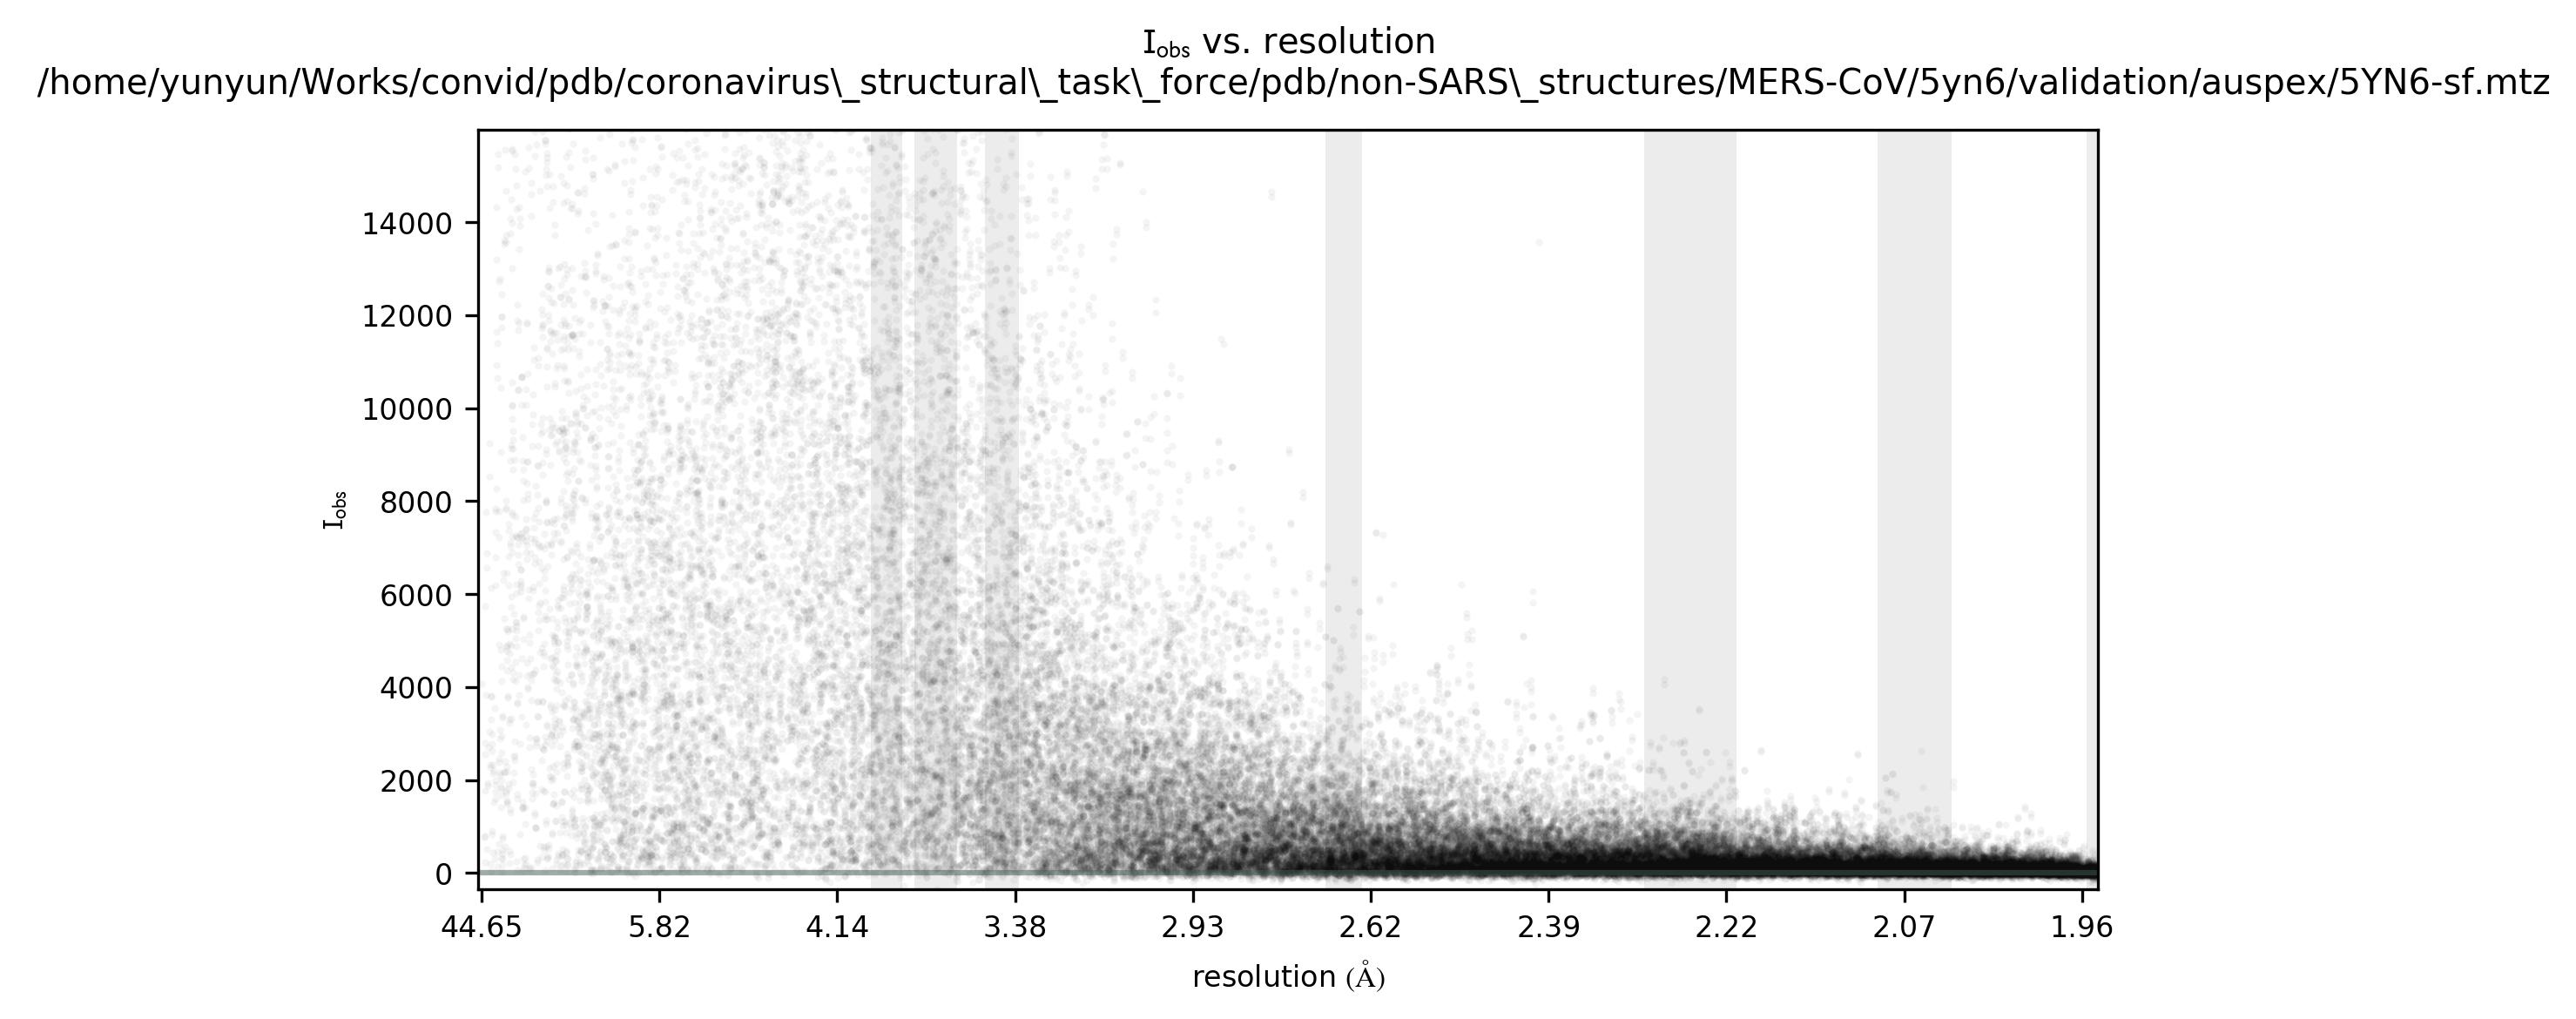 I_obs vs. resolution
/home/yunyun/Works/convid/pdb/coronavirus\_structural\_task\_force/pdb/non-SARS\_structures/MERS-CoV/5yn6/validation/auspex/5YN6-sf.mtz
14000
12000
10000
8000
6000
4000
2000
0
I_obs
44.65 5.82 4.14 3.38 2.93 2.62 2.39 2.22 2.07 1.96
resolution (Å)